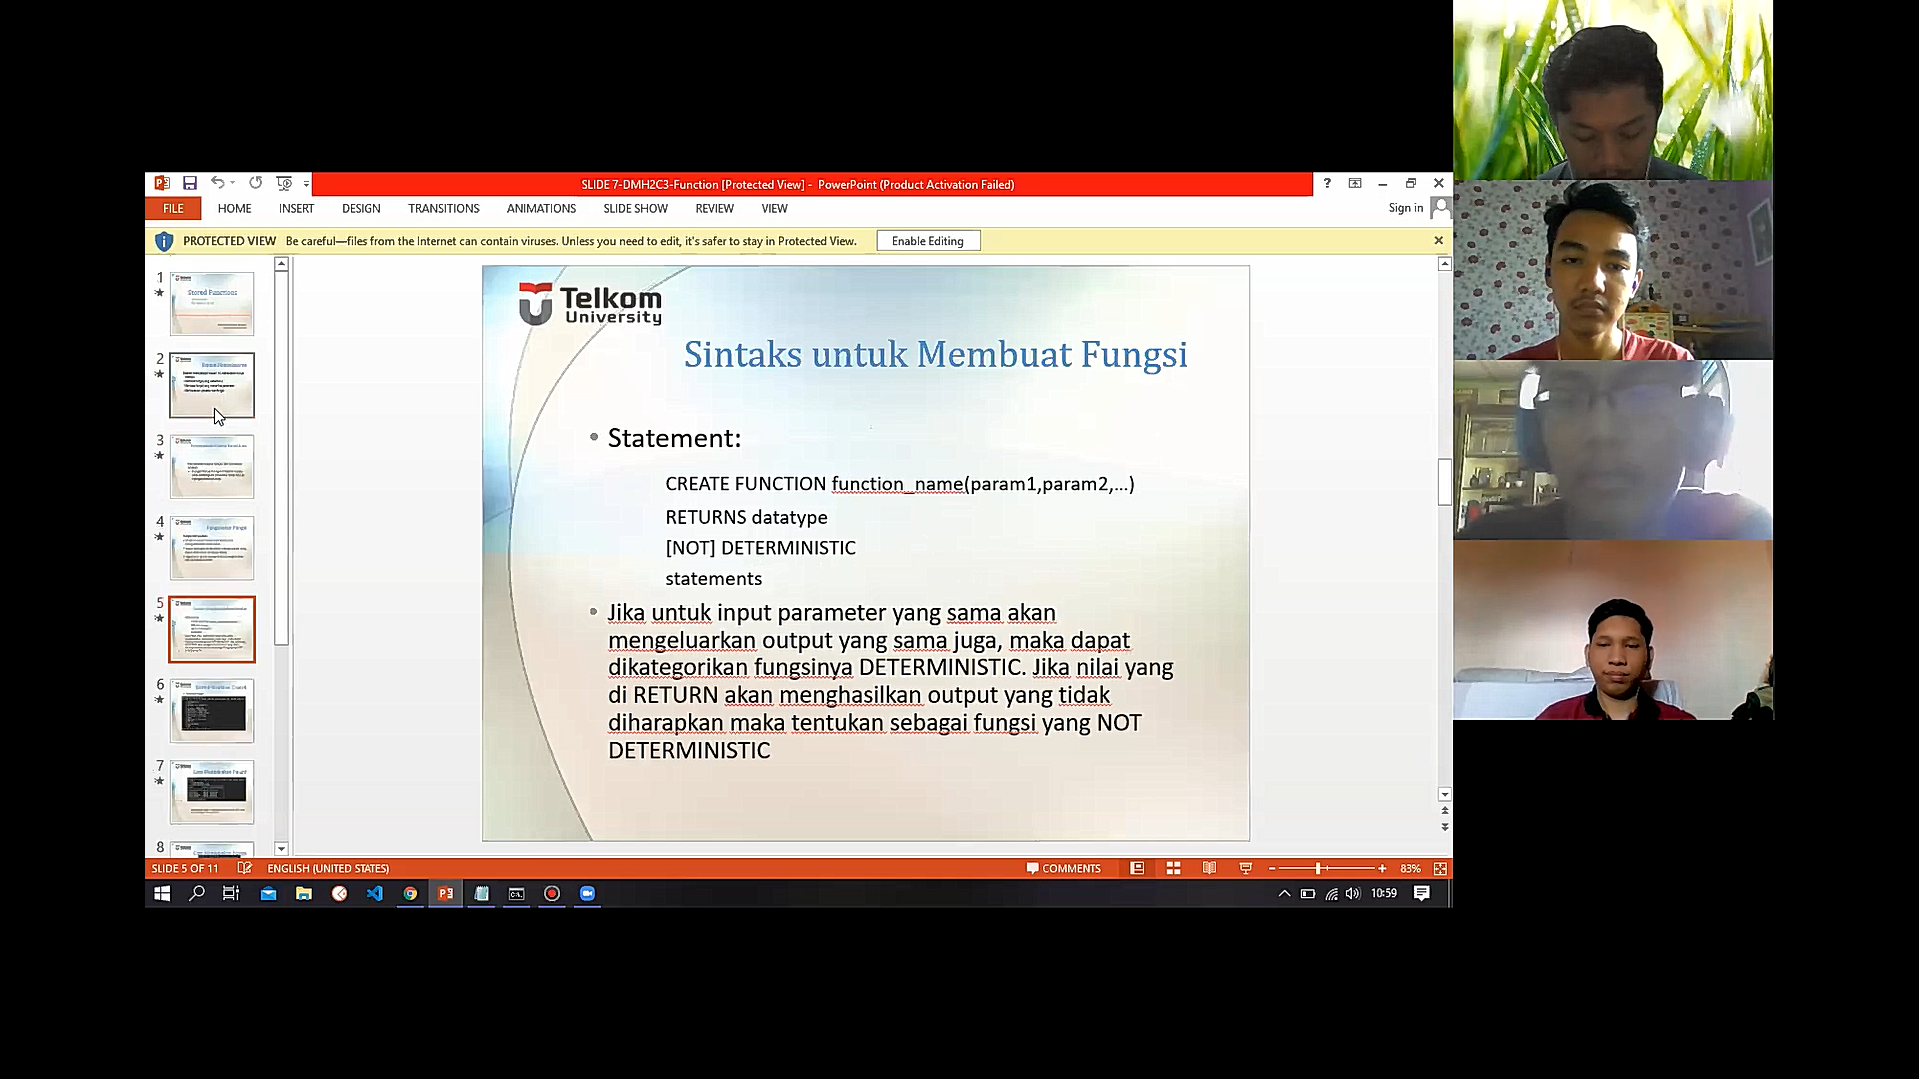 SLIDE 7-DMH2C3-Function [Protected View] - PowerPoint (Product Activation Failed)
FILE HOME INSERT DESIGN TRANSITIONS ANIMATIONS SLIDE SHOW REVIEW VIEW Sign in
PROTECTED VIEW Be careful—files from the Internet can contain viruses. Unless you need to edit, it's safer to stay in Protected View. Enable Editing
1
Stored Functions
2
3
4
5
6
7
8
Telkom
University
Sintaks untuk Membuat Fungsi
• Statement:
CREATE FUNCTION function_name(param1,param2,...)
RETURNS datatype
[NOT] DETERMINISTIC
statements
• Jika untuk input parameter yang sama akan
mengeluarkan output yang sama juga, maka dapat
dikategorikan fungsinya DETERMINISTIC. Jika nilai yang
di RETURN akan menghasilkan output yang tidak
diharapkan maka tentukan sebagai fungsi yang NOT
DETERMINISTIC
SLIDE 5 OF 11 ENGLISH (UNITED STATES) COMMENTS 83%
10:59